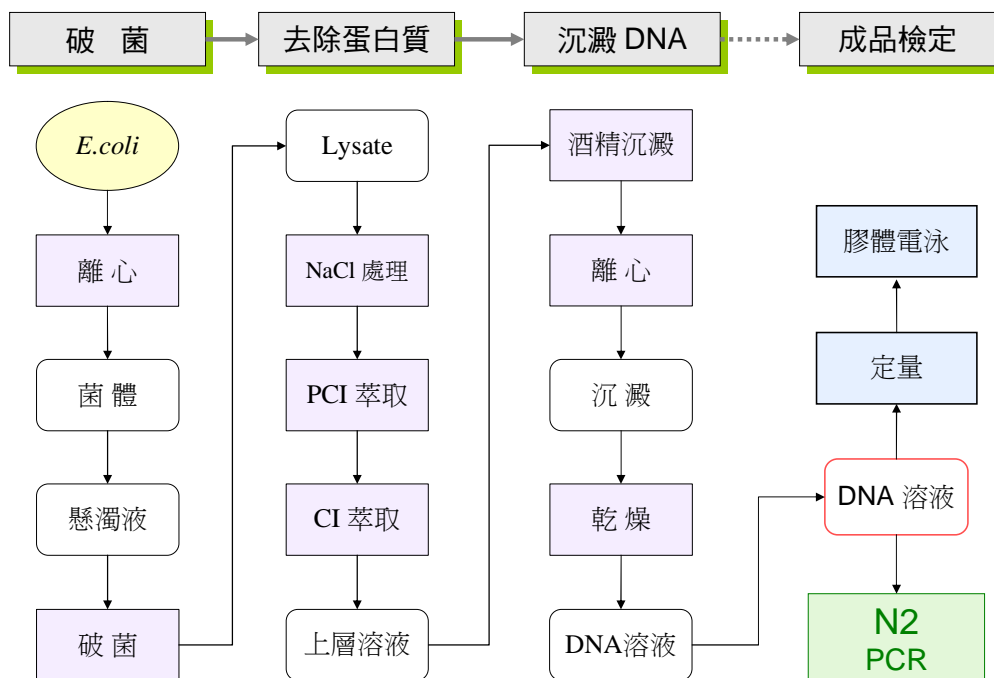 破 菌
去除蛋白質
沉澱 DNA
成品檢定
E.coli
離 心
菌 體
懸濁液
破 菌
Lysate
NaCl 處理
PCI 萃取
CI 萃取
上層溶液
酒精沉澱
離 心
沉 澱
乾 燥
DNA溶液
膠體電泳
定量
DNA 溶液
N2
PCR